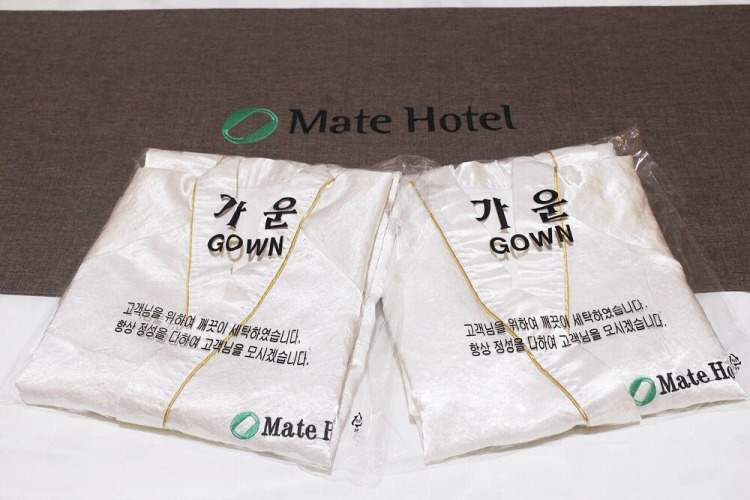 Mate Hotel
가운
GOWN
고객님을 위하여 깨끗이 세탁하였습니다.
항상 정성을 다하여 고객님을 모시겠습니다.
Mate
가운
GOWN
고객님을 위하여 깨끗이 세탁하였습니다.
항상 정성을 다하여 고객님을 모시겠습니다.
Mate Hot